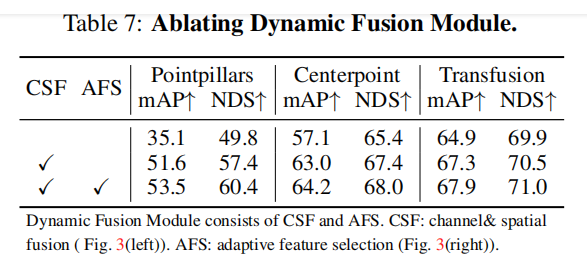 Table 7: Ablating Dynamic Fusion Module.
CSF AFS Pointpillars Centerpoint Transfusion
mAP↑ NDS↑ mAP↑ NDS↑ mAP↑ NDS↑
35.1 49.8 57.1 65.4 64.9 69.9
✓ 51.6 57.4 63.0 67.4 67.3 70.5
✓ ✓ 53.5 60.4 64.2 68.0 67.9 71.0
Dynamic Fusion Module consists of CSF and AFS. CSF: channel& spatial
fusion ( Fig. 3(left)). AFS: adaptive feature selection (Fig. 3(right)).